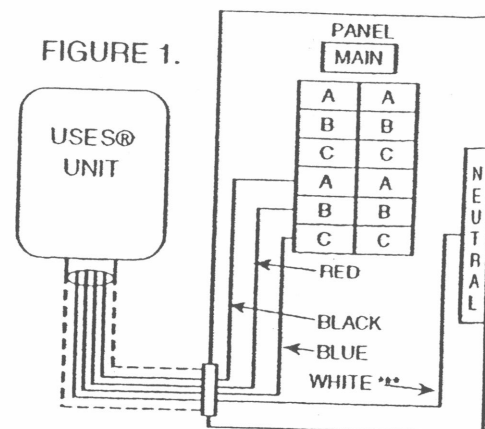 FIGURE 1.
PANEL
MAIN
USES®
UNIT
A A
B B
C C
A A
B B
C C
NEUTRAL
RED
BLACK
BLUE
WHITE ***